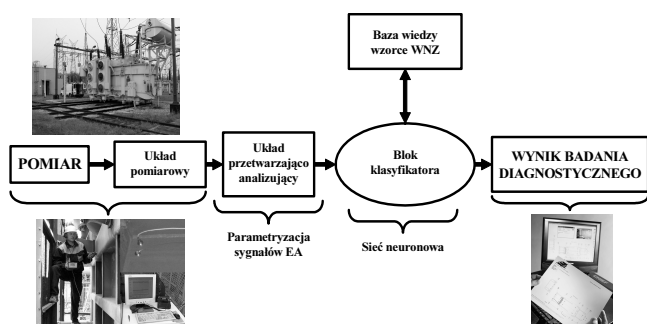 Baza wiedzy
wzorce WNZ
POMIAR
Układ
pomiarowy
Układ
przetwarzająco
analizujący
Blok
klasyfikatora
WYNIK BADANIA
DIAGNOSTYCZNEGO
Parametryzacja
sygnałów EA
Sieć neuronowa